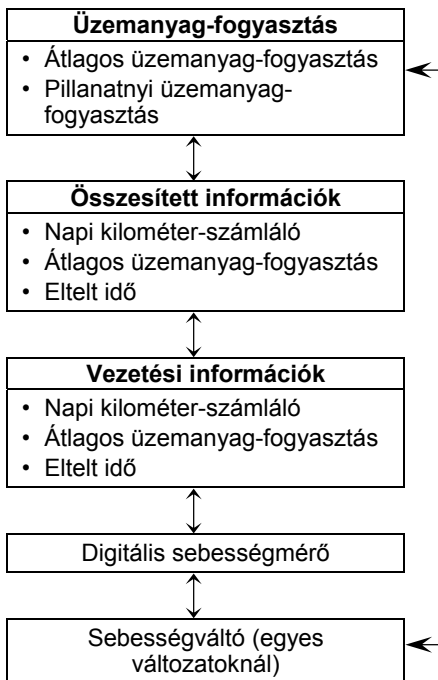 Üzemanyag-fogyasztás
• Átlagos üzemanyag-fogyasztás
• Pillanatnyi üzemanyag-
fogyasztás
Összesített információk
• Napi kilométer-számláló
• Átlagos üzemanyag-fogyasztás
• Eltelt idő
Vezetési információk
• Napi kilométer-számláló
• Átlagos üzemanyag-fogyasztás
• Eltelt idő
Digitális sebességmérő
Sebességváltó (egyes
változatoknál)